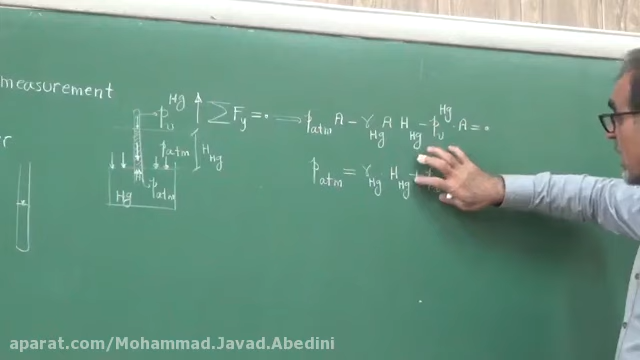 measurement
Hg
P_v
ΣF_y = 0 → P_atm A - γ_Hg A H_Hg - P_v^Hg . A = 0
P_atm
H_Hg
P_atm = γ_Hg H_Hg +
Hg
P_atm
aparat.com/Mohammad.Javad.Abedini